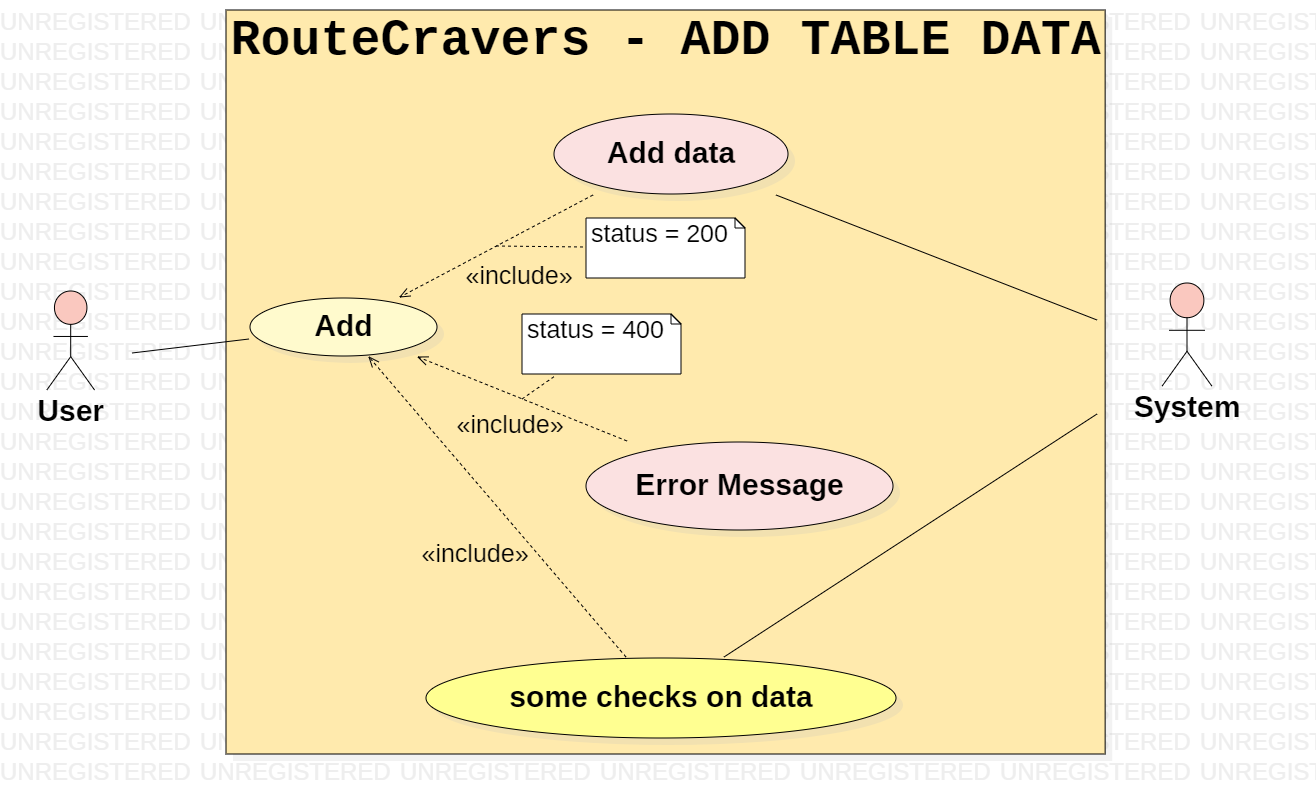 RouteCravers - ADD TABLE DATA
Add data
status = 200
«include»
Add
status = 400
User
System
«include»
Error Message
«include»
some checks on data
UNREGISTERED UNREGISTERED UNREGISTERED UNREGISTERED UNREGISTERED UNREGISTERED UNREGIS